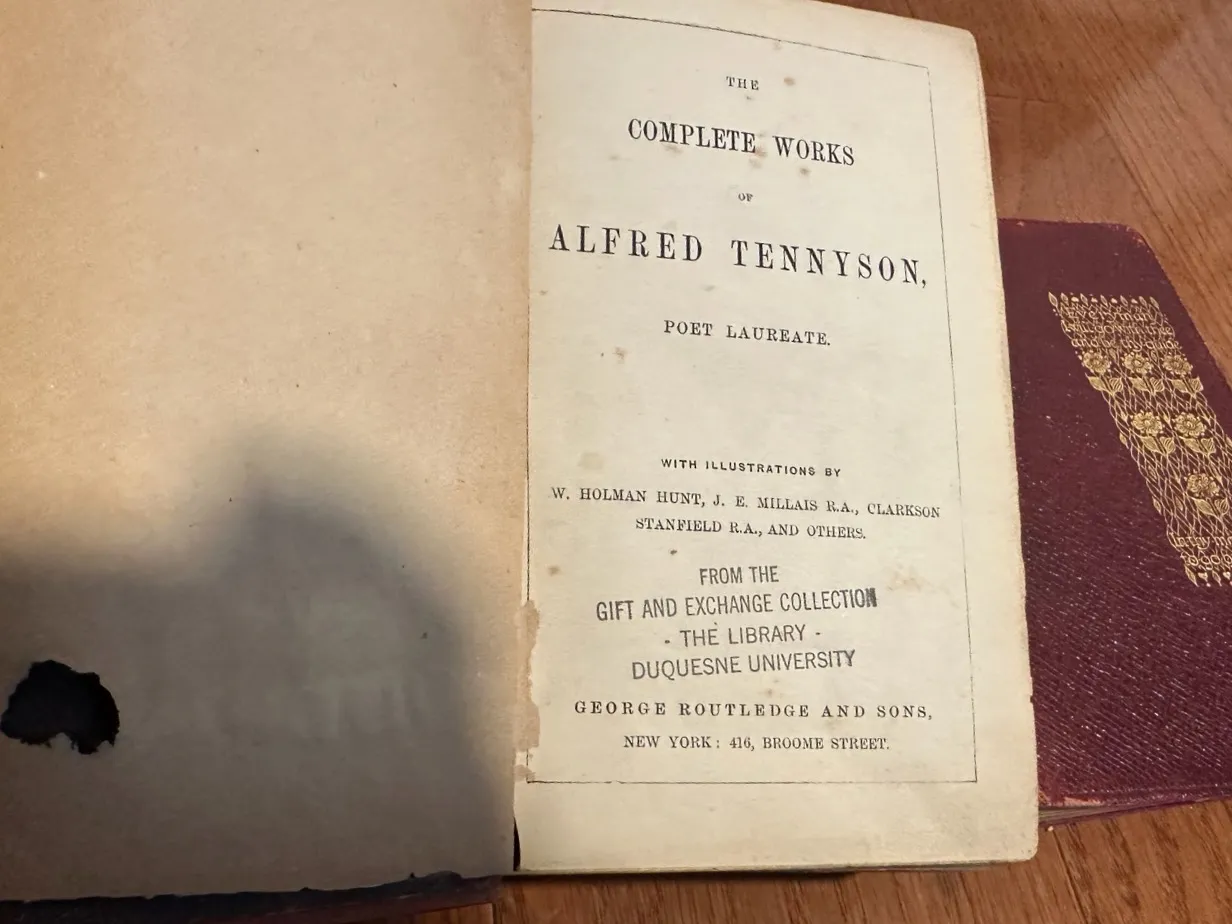 THE
COMPLETE WORKS
OF
ALFRED TENNYSON,
POET LAUREATE.
WITH ILLUSTRATIONS BY
W. HOLMAN HUNT, J. E. MILLAIS R.A., CLARKSON
STANFIELD R.A., AND OTHERS.
FROM THE
GIFT AND EXCHANGE COLLECTION
- THE LIBRARY -
DUQUESNE UNIVERSITY
GEORGE ROUTLEDGE AND SONS,
NEW YORK: 416, BROOME STREET.